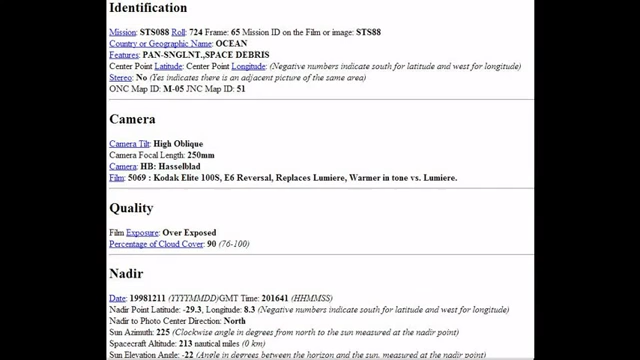 Identification
Mission: STS088 Roll: 724 Frame: 65 Mission ID on the Film or image: STS88
Country or Geographic Name: OCEAN
Features: PAN-SNGLNT.,SPACE DEBRIS
Center Point Latitude: Center Point Longitude: (Negative numbers indicate south for latitude and west for longitude)
Stereo: No (Yes indicates there is an adjacent picture of the same area)
ONC Map ID: M-05 JNC Map ID: 51
Camera
Camera Tilt: High Oblique
Camera Focal Length: 250mm
Camera: HB: Hasselblad
Film: 5069 : Kodak Elite 100S, E6 Reversal, Replaces Lumiere, Warmer in tone vs. Lumiere.
Quality
Film Exposure: Over Exposed
Percentage of Cloud Cover: 90 (76-100)
Nadir
Date: 19981211 (YYYYMMDD)GMT Time: 201641 (HHMMSS)
Nadir Point Latitude: -29.3, Longitude: 8.3 (Negative numbers indicate south for latitude and west for longitude)
Nadir to Photo Center Direction: North
Sun Azimuth: 225 (Clockwise angle in degrees from north to the sun measured at the nadir point)
Spacecraft Altitude: 213 nautical miles (0 km)
Sun Elevation Angle: -22 (Angle in degrees between the horizon and the sun, measured at the nadir point)